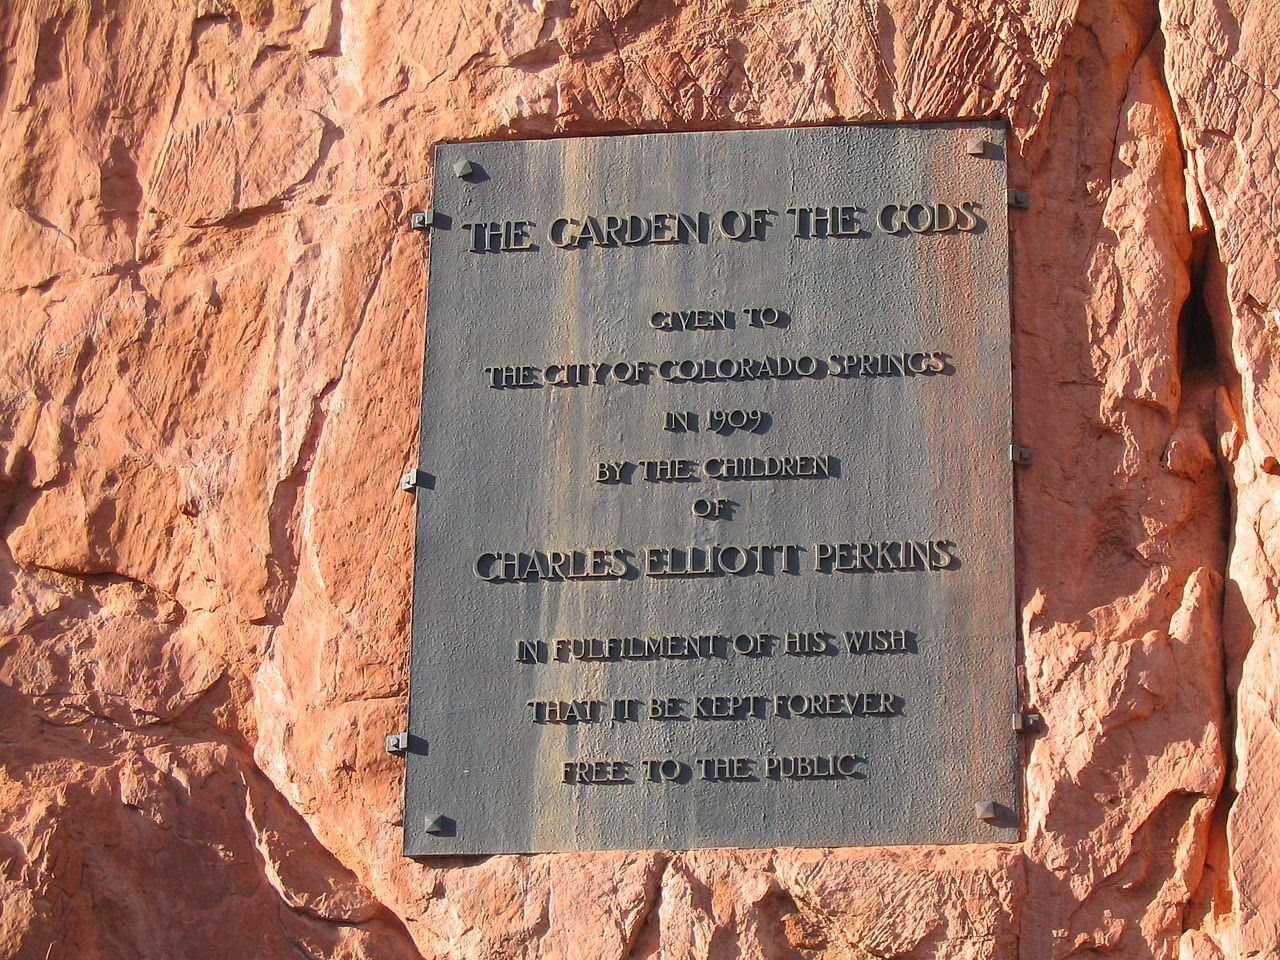 THE GARDEN OF THE GODS
GIVEN TO
THE CITY OF COLORADO SPRINGS
IN 1909
BY THE CHILDREN
OF
CHARLES ELLIOTT PERKINS
IN FULFILMENT OF HIS WISH
THAT IT BE KEPT FOREVER
FREE TO THE PUBLIC